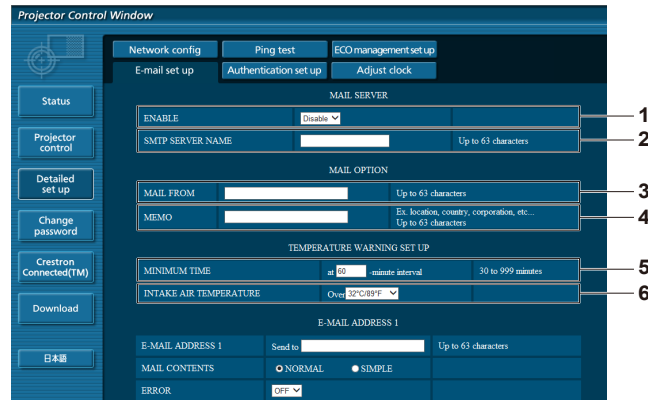 Projector Control Window
Network config Ping test ECO management set up
E-mail set up Authentication set up Adjust clock
Status
Projector control
Detailed set up
Change password
Crestron Connected(TM)
Download
日本語
MAIL SERVER
ENABLE Disable 1
SMTP SERVER NAME Up to 63 characters 2
MAIL OPTION
MAIL FROM Up to 63 characters 3
MEMO Ex. location, country, corporation, etc... 4
Up to 63 characters
TEMPERATURE WARNING SET UP
MINIMUM TIME at 60 -minute interval 30 to 999 minutes 5
INTAKE AIR TEMPERATURE Over 32°C/89°F 6
E-MAIL ADDRESS 1
E-MAIL ADDRESS 1 Send to Up to 63 characters
MAIL CONTENTS NORMAL SIMPLE
ERROR OFF